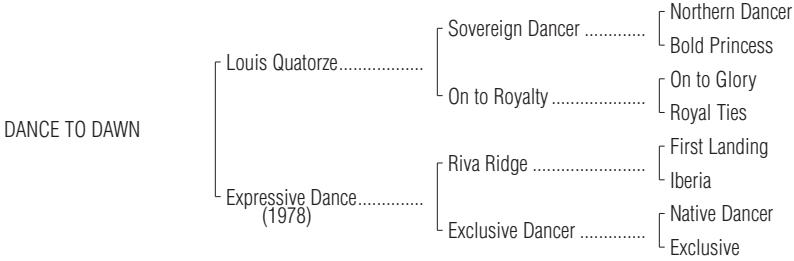 Northern Dancer
Sovereign Dancer .............
Bold Princess
Louis Quatorze..................
On to Glory
On to Royalty ....................
Royal Ties
DANCE TO DAWN
First Landing
Riva Ridge ........................
Iberia
Expressive Dance..............
(1978)
Native Dancer
Exclusive Dancer ..............
Exclusive